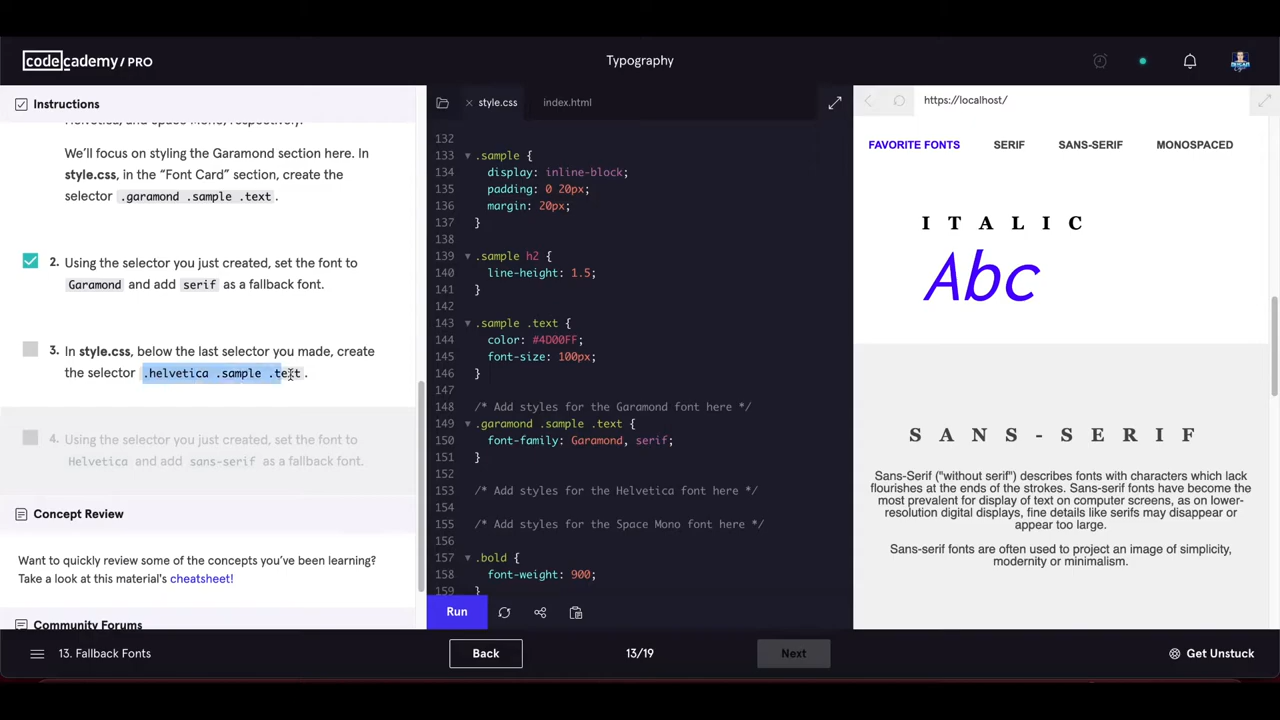 codecademy / PRO
Typography
Instructions
Helvetica, and Space Mono, respectively.
We'll focus on styling the Garamond section here. In
style.css, in the “Font Card” section, create the
selector .garamond .sample .text.
2. Using the selector you just created, set the font to
Garamond and add serif as a fallback font.
3. In style.css, below the last selector you made, create
the selector .helvetica .sample .text.
4. Using the selector you just created, set the font to
Helvetica and add sans-serif as a fallback font.
Concept Review
Want to quickly review some of the concepts you've been learning?
Take a look at this material's cheatsheet!
Community Forums
× style.css
index.html
132
133 .sample {
134 display: inline-block;
135 padding: 0 20px;
136 margin: 20px;
137 }
138
139 .sample h2 {
140 line-height: 1.5;
141 }
142
143 .sample .text {
144 color: #4D00FF;
145 font-size: 100px;
146 }
147
148 /* Add styles for the Garamond font here */
149 .garamond .sample .text {
150 font-family: Garamond, serif;
151 }
152
153 /* Add styles for the Helvetica font here */
154
155 /* Add styles for the Space Mono font here */
156
157 .bold {
158 font-weight: 900;
159 }
Run
https://localhost/
FAVORITE FONTS SERIF SANS-SERIF MONOSPACED
ITALIC
Abc
SANS-SERIF
Sans-Serif ("without serif") describes fonts with characters which lack
flourishes at the ends of the strokes. Sans-serif fonts have become the
most prevalent for display of text on computer screens, as on lower-
resolution digital displays, fine details like serifs may disappear or
appear too large.
Sans-serif fonts are often used to project an image of simplicity,
modernity or minimalism.
13. Fallback Fonts
Back
13/19
Next
Get Unstuck